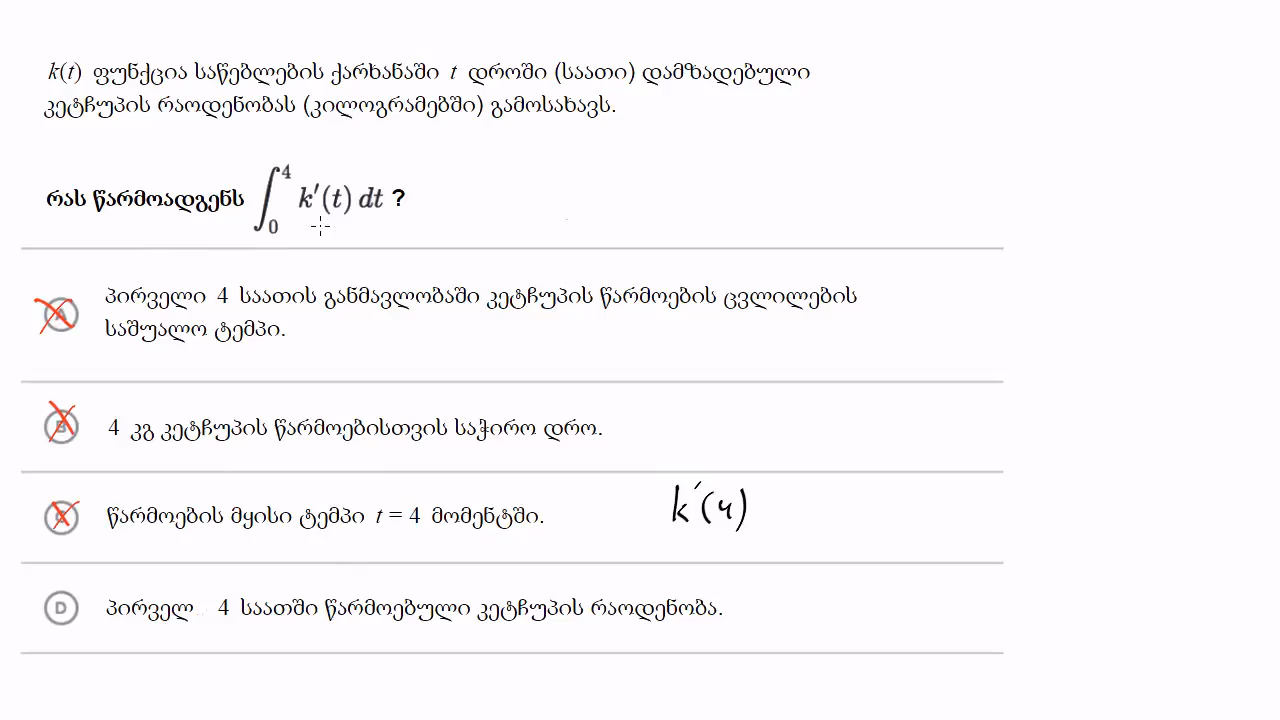 k(t) ფუნქცია საწებლების ქარხანაში t დროში (საათი) დამზადებული
კეტჩუპის რაოდენობას (კილოგრამებში) გამოსახავს.
რას წარმოადგენს ∫₀⁴ k′(t) dt ?
A პირველი 4 საათის განმავლობაში კეტჩუპის წარმოების ცვლილების
საშუალო ტემპი.
B 4 კგ კეტჩუპის წარმოებისთვის საჭირო დრო.
C წარმოების მყისი ტემპი t = 4 მომენტში. k′(4)
D პირველ 4 საათში წარმოებული კეტჩუპის რაოდენობა.